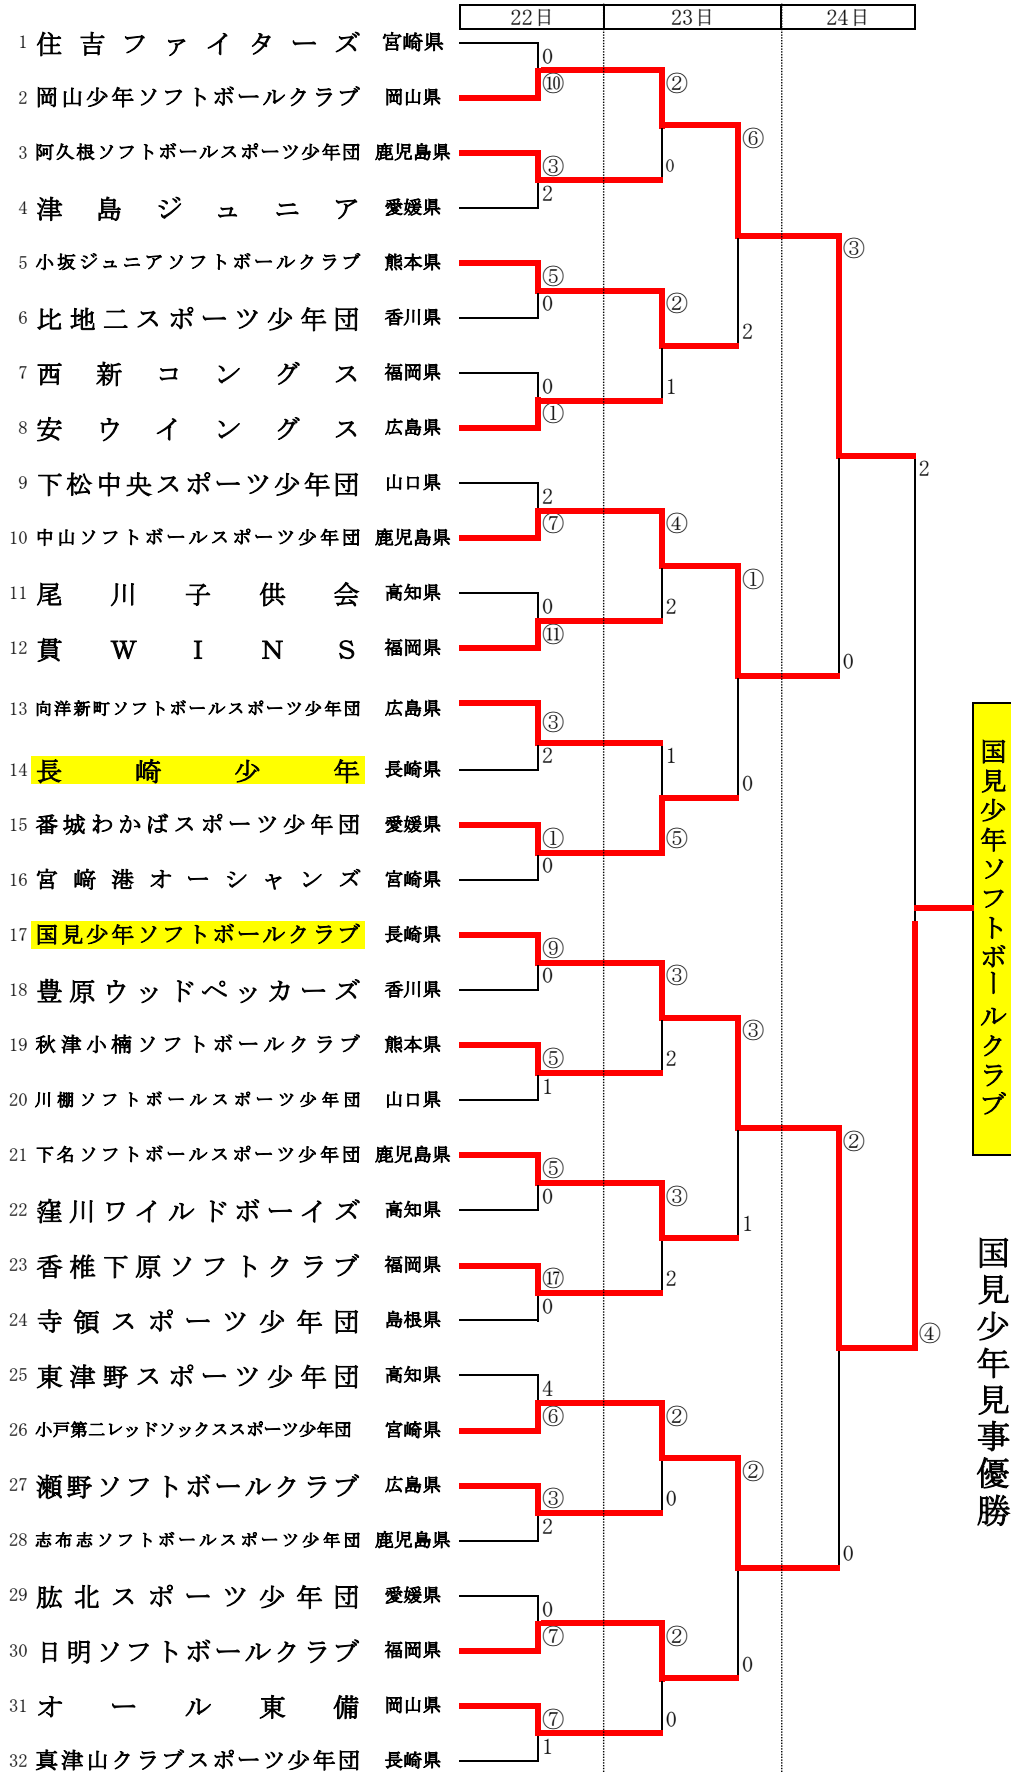 22日 23日 24日
1 住吉ファイターズ 宮崎県
0
2 岡山少年ソフトボールクラブ 岡山県
⑩ ②
⑥
3 阿久根ソフトボールスポーツ少年団 鹿児島県
③ 0
4 津島ジュニア 愛媛県
2
③
5 小坂ジュニアソフトボールクラブ 熊本県
⑤
0 ②
6 比地二スポーツ少年団 香川県
2
7 西新コングス 福岡県
0 1
8 安ウイングス 広島県
①
2
9 下松中央スポーツ少年団 山口県
2
10 中山ソフトボールスポーツ少年団 鹿児島県
⑦ ④
①
11 尾川子供会 高知県
0 2
12 貫WINS 福岡県
⑪
0
13 向洋新町ソフトボールスポーツ少年団 広島県
③
14 長崎少年 長崎県
2 1
0
15 番城わかばスポーツ少年団 愛媛県
① ⑤
16 宮﨑港オーシャンズ 宮崎県
0
国見少年ソフトボールクラブ
17 国見少年ソフトボールクラブ 長崎県
⑨
0 ③
18 豊原ウッドペッカーズ 香川県
③
19 秋津小楠ソフトボールクラブ 熊本県
⑤ 2
20 川棚ソフトボールスポーツ少年団 山口県
1
②
21 下名ソフトボールスポーツ少年団 鹿児島県
⑤
0 ③
22 窪川ワイルドボーイズ 高知県
1
23 香椎下原ソフトクラブ 福岡県
⑰ 2
24 寺領スポーツ少年団 島根県
0
④
国見少年見事優勝
25 東津野スポーツ少年団 高知県
4
26 小戸第二レッドソックススポーツ少年団 宮崎県
⑥ ②
②
27 瀬野ソフトボールクラブ 広島県
③ 0
28 志布志ソフトボールスポーツ少年団 鹿児島県
2
0
29 肱北スポーツ少年団 愛媛県
0
30 日明ソフトボールクラブ 福岡県
⑦ ②
0
31 オール東備 岡山県
⑦ 0
32 真津山クラブスポーツ少年団 長崎県
1